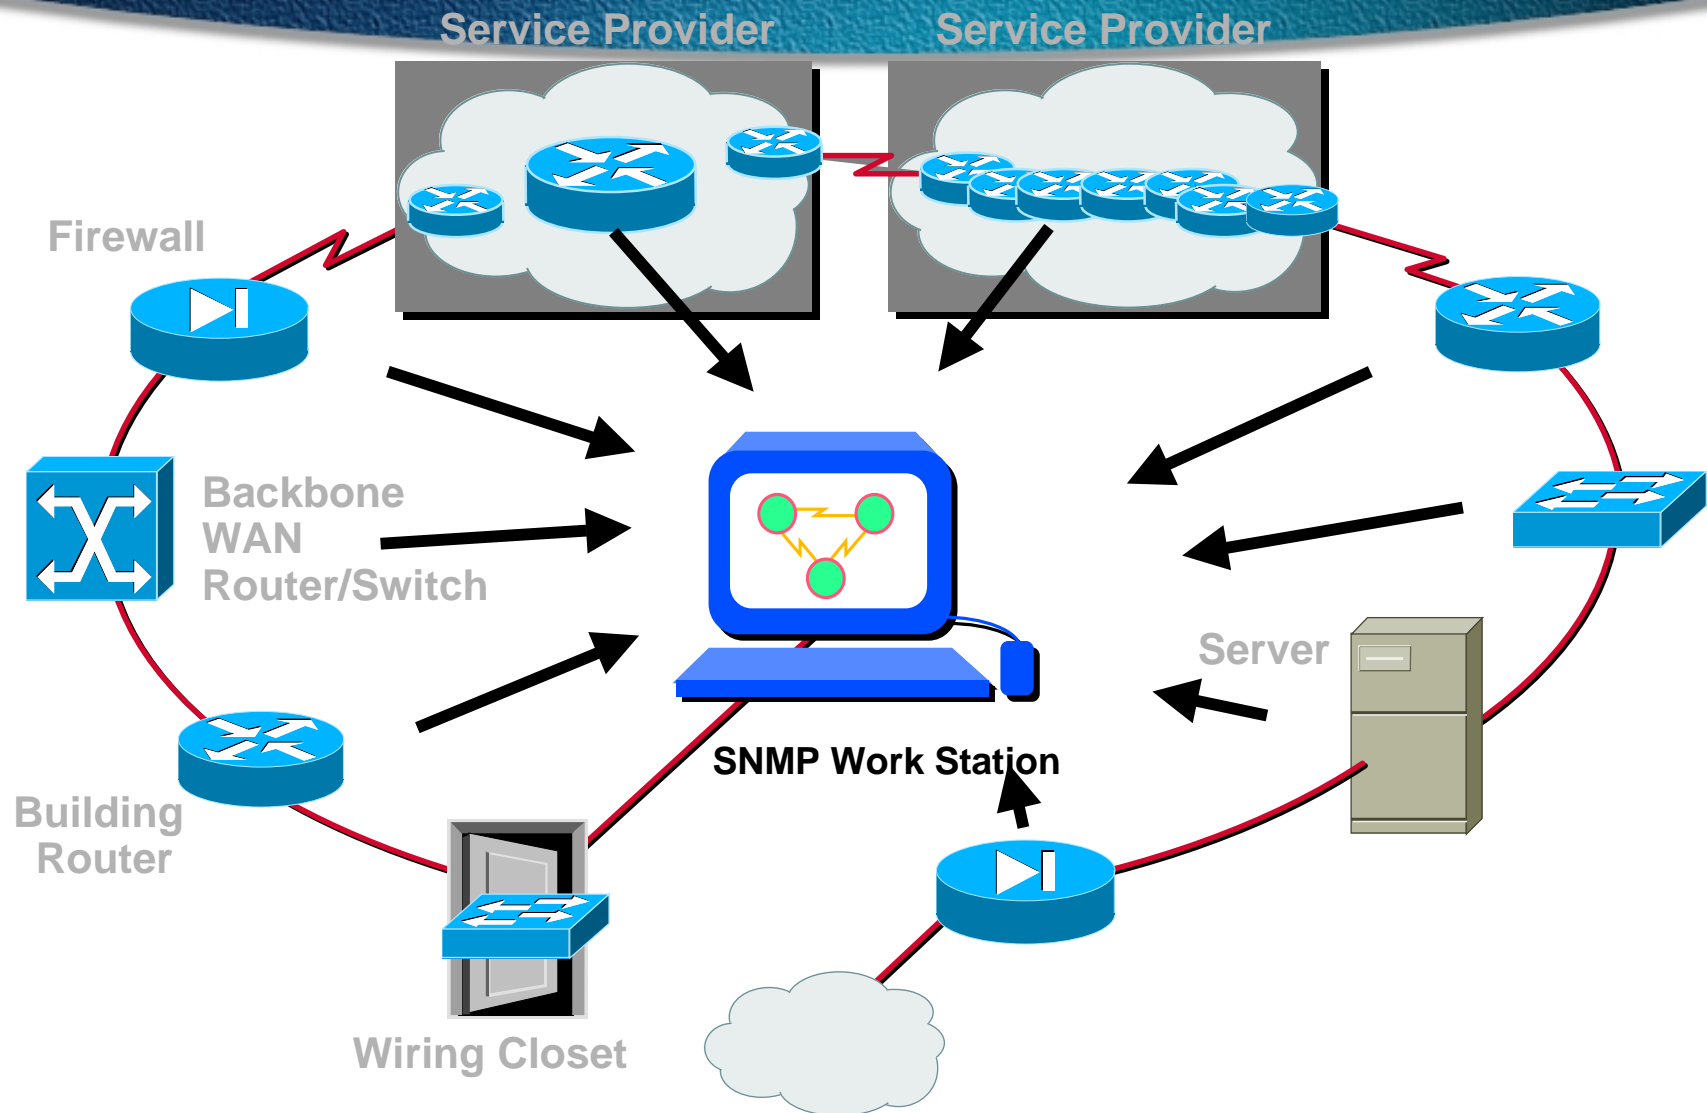 Service Provider
Service Provider
Firewall
Backbone
WAN
Router/Switch
Server
SNMP Work Station
Building
Router
Wiring Closet